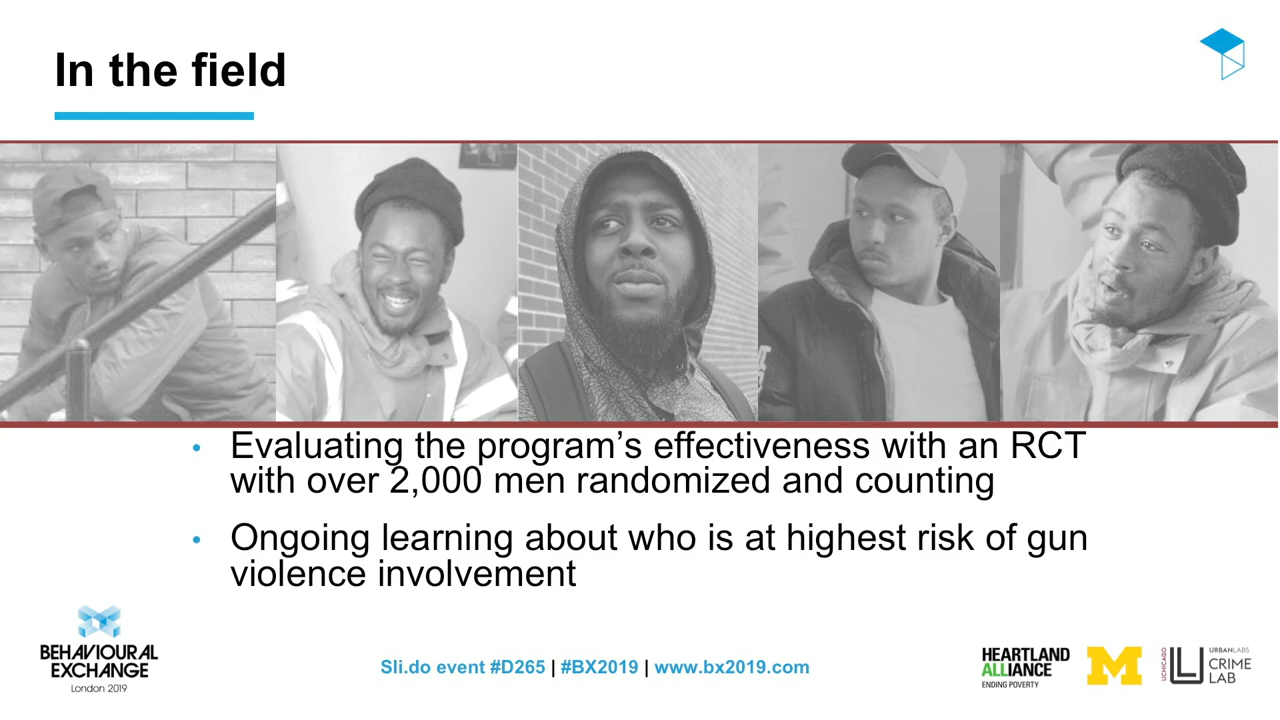 In the field
• Evaluating the program’s effectiveness with an RCT
with over 2,000 men randomized and counting
• Ongoing learning about who is at highest risk of gun
violence involvement
BEHAVIOURAL
EXCHANGE
London 2019
Sli.do event #D265 | #BX2019 | www.bx2019.com
HEARTLAND
ALLIANCE
ENDING POVERTY
M
UCHICAGO
URBANLABS
CRIME
LAB